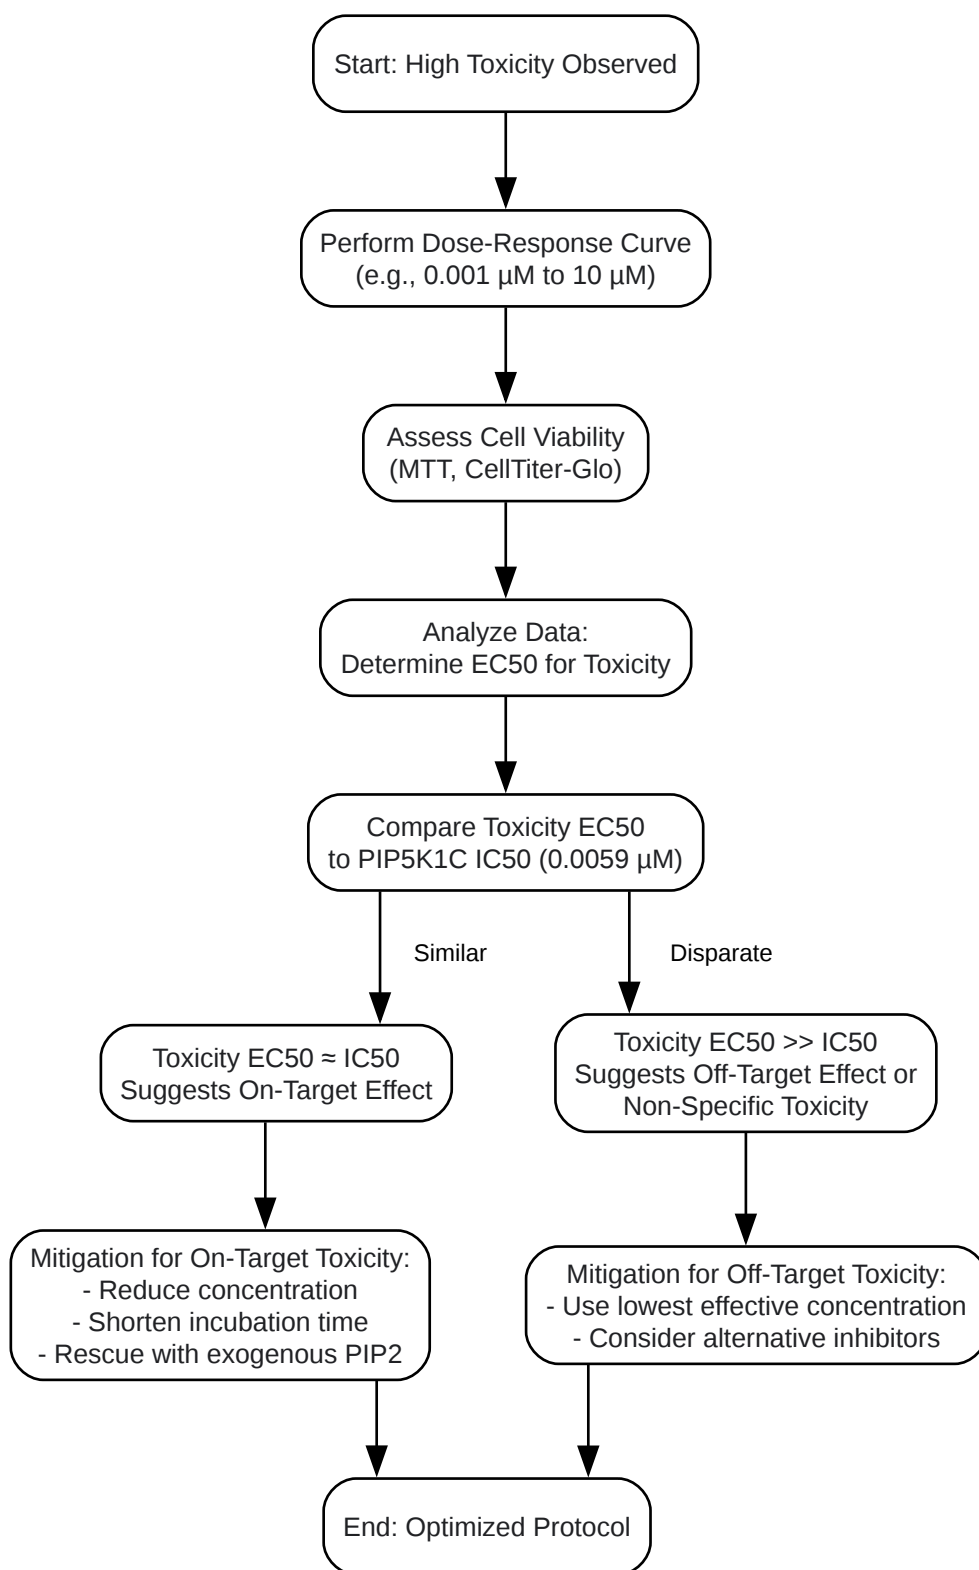 Start: High Toxicity Observed
Perform Dose-Response Curve
(e.g., 0.001 µM to 10 µM)
Assess Cell Viability
(MTT, CellTiter-Glo)
Analyze Data:
Determine EC50 for Toxicity
Compare Toxicity EC50
to PIP5K1C IC50 (0.0059 µM)
Similar
Disparate
Toxicity EC50 ≈ IC50
Suggests On-Target Effect
Toxicity EC50 >> IC50
Suggests Off-Target Effect or
Non-Specific Toxicity
Mitigation for On-Target Toxicity:
- Reduce concentration
- Shorten incubation time
- Rescue with exogenous PIP2
Mitigation for Off-Target Toxicity:
- Use lowest effective concentration
- Consider alternative inhibitors
End: Optimized Protocol